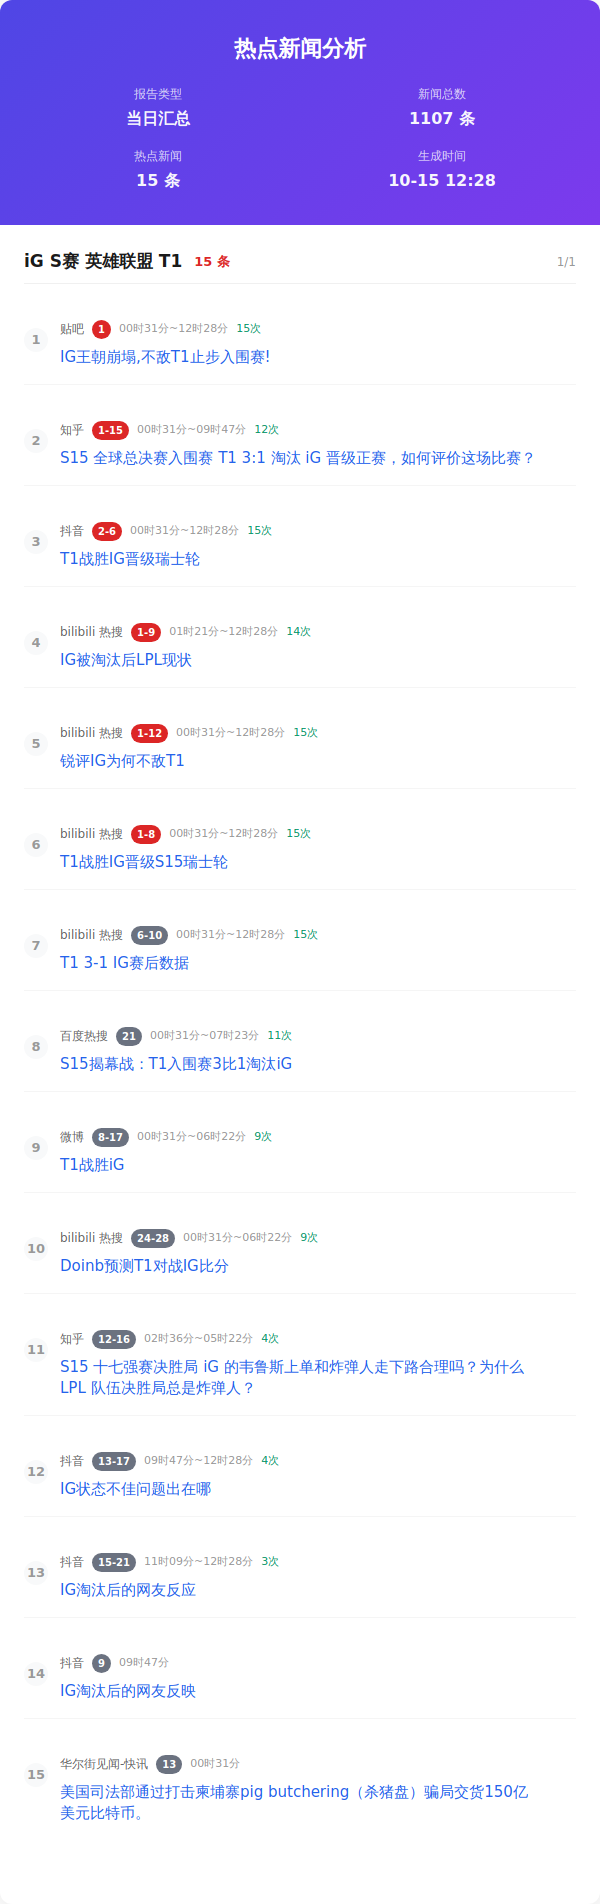 热点新闻分析
报告类型
新闻总数
当日汇总
1107 条
热点新闻
生成时间
15 条
10-15 12:28
iG S赛 英雄联盟 T1 15 条 1/1
1
贴吧 1 00时31分~12时28分 15次
IG王朝崩塌,不敌T1止步入围赛!
2
知乎 1-15 00时31分~09时47分 12次
S15 全球总决赛入围赛 T1 3:1 淘汰 iG 晋级正赛，如何评价这场比赛？
3
抖音 2-6 00时31分~12时28分 15次
T1战胜IG晋级瑞士轮
4
bilibili 热搜 1-9 01时21分~12时28分 14次
IG被淘汰后LPL现状
5
bilibili 热搜 1-12 00时31分~12时28分 15次
锐评IG为何不敌T1
6
bilibili 热搜 1-8 00时31分~12时28分 15次
T1战胜IG晋级S15瑞士轮
7
bilibili 热搜 6-10 00时31分~12时28分 15次
T1 3-1 IG赛后数据
8
百度热搜 21 00时31分~07时23分 11次
S15揭幕战：T1入围赛3比1淘汰iG
9
微博 8-17 00时31分~06时22分 9次
T1战胜iG
10
bilibili 热搜 24-28 00时31分~06时22分 9次
Doinb预测T1对战IG比分
11
知乎 12-16 02时36分~05时22分 4次
S15 十七强赛决胜局 iG 的韦鲁斯上单和炸弹人走下路合理吗？为什么
LPL 队伍决胜局总是炸弹人？
12
抖音 13-17 09时47分~12时28分 4次
IG状态不佳问题出在哪
13
抖音 15-21 11时09分~12时28分 3次
IG淘汰后的网友反应
14
抖音 9 09时47分
IG淘汰后的网友反映
15
华尔街见闻-快讯 13 00时31分
美国司法部通过打击柬埔寨pig butchering（杀猪盘）骗局交货150亿
美元比特币。